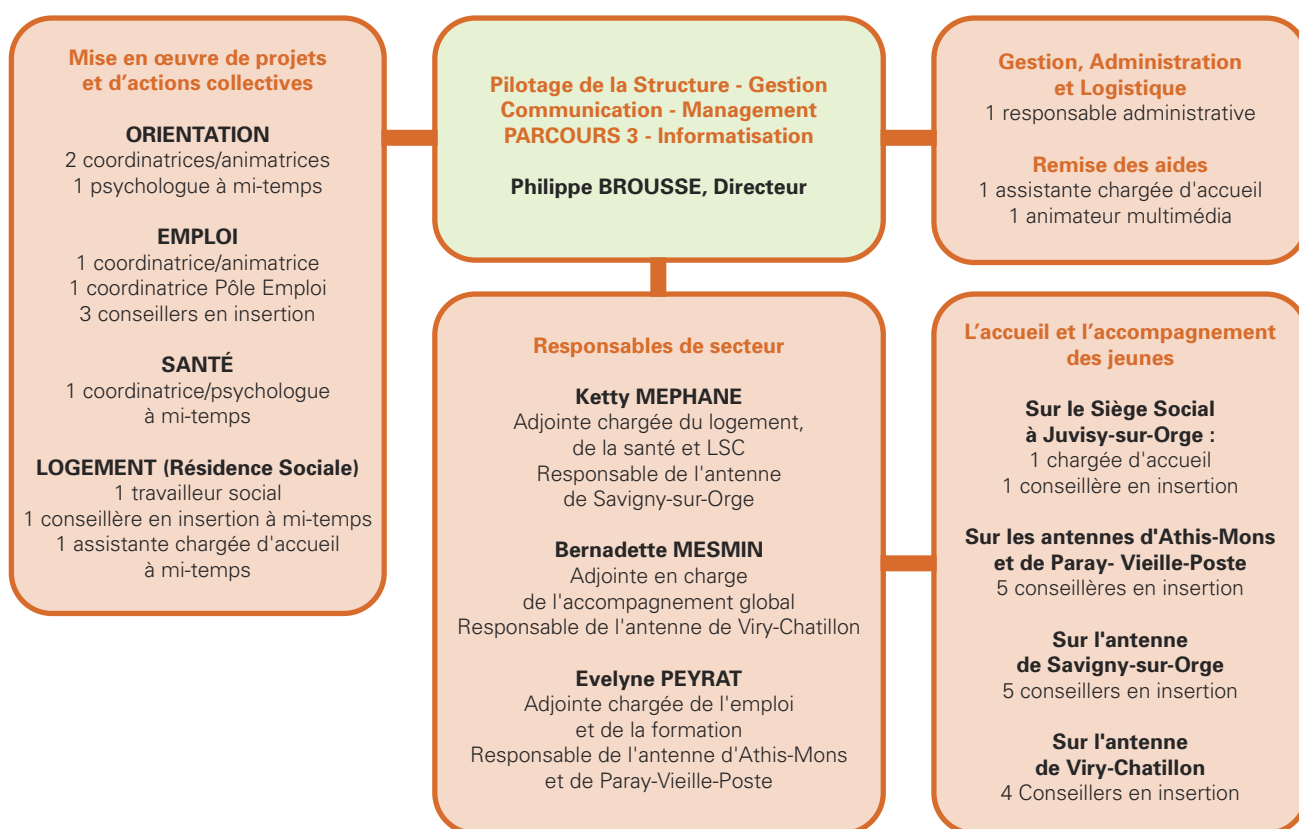 Mise en œuvre de projets
et d'actions collectives
ORIENTATION
2 coordinatrices/animatrices
1 psychologue à mi-temps
EMPLOI
1 coordinatrice/animatrice
1 coordinatrice Pôle Emploi
3 conseillers en insertion
SANTÉ
1 coordinatrice/psychologue
à mi-temps
LOGEMENT (Résidence Sociale)
1 travailleur social
1 conseillère en insertion à mi-temps
1 assistante chargée d'accueil
à mi-temps
Pilotage de la Structure - Gestion
Communication - Management
PARCOURS 3 - Informatisation
Philippe BROUSSE, Directeur
Gestion, Administration
et Logistique
1 responsable administrative
Remise des aides
1 assistante chargée d'accueil
1 animateur multimédia
Responsables de secteur
Ketty MEPHANE
Adjointe chargée du logement,
de la santé et LSC
Responsable de l'antenne
de Savigny-sur-Orge
Bernadette MESMIN
Adjointe en charge
de l'accompagnement global
Responsable de l'antenne de Viry-Chatillon
Evelyne PEYRAT
Adjointe chargée de l'emploi
et de la formation
Responsable de l'antenne d'Athis-Mons
et de Paray-Vieille-Poste
L'accueil et l'accompagnement
des jeunes
Sur le Siège Social
à Juvisy-sur-Orge :
1 chargée d'accueil
1 conseillère en insertion
Sur les antennes d'Athis-Mons
et de Paray- Vieille-Poste
5 conseillères en insertion
Sur l'antenne
de Savigny-sur-Orge
5 conseillers en insertion
Sur l'antenne
de Viry-Chatillon
4 Conseillers en insertion